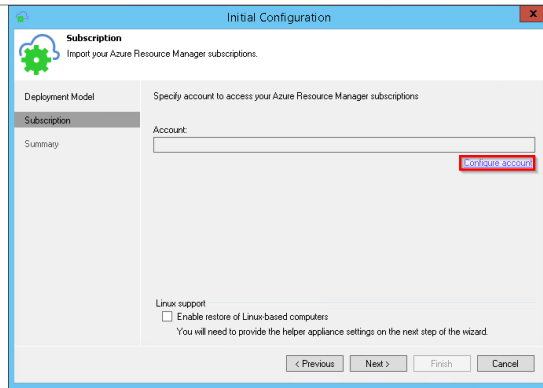 Initial Configuration
x
Subscription
Import your Azure Resource Manager subscriptions.
Deployment Model
Subscription
Summary
Specify account to access your Azure Resource Manager subscriptions
Account:
Configure account
Linux support
Enable restore of Linux-based computers
You will need to provide the helper appliance settings on the next step of the wizard.
< Previous
Next >
Finish
Cancel